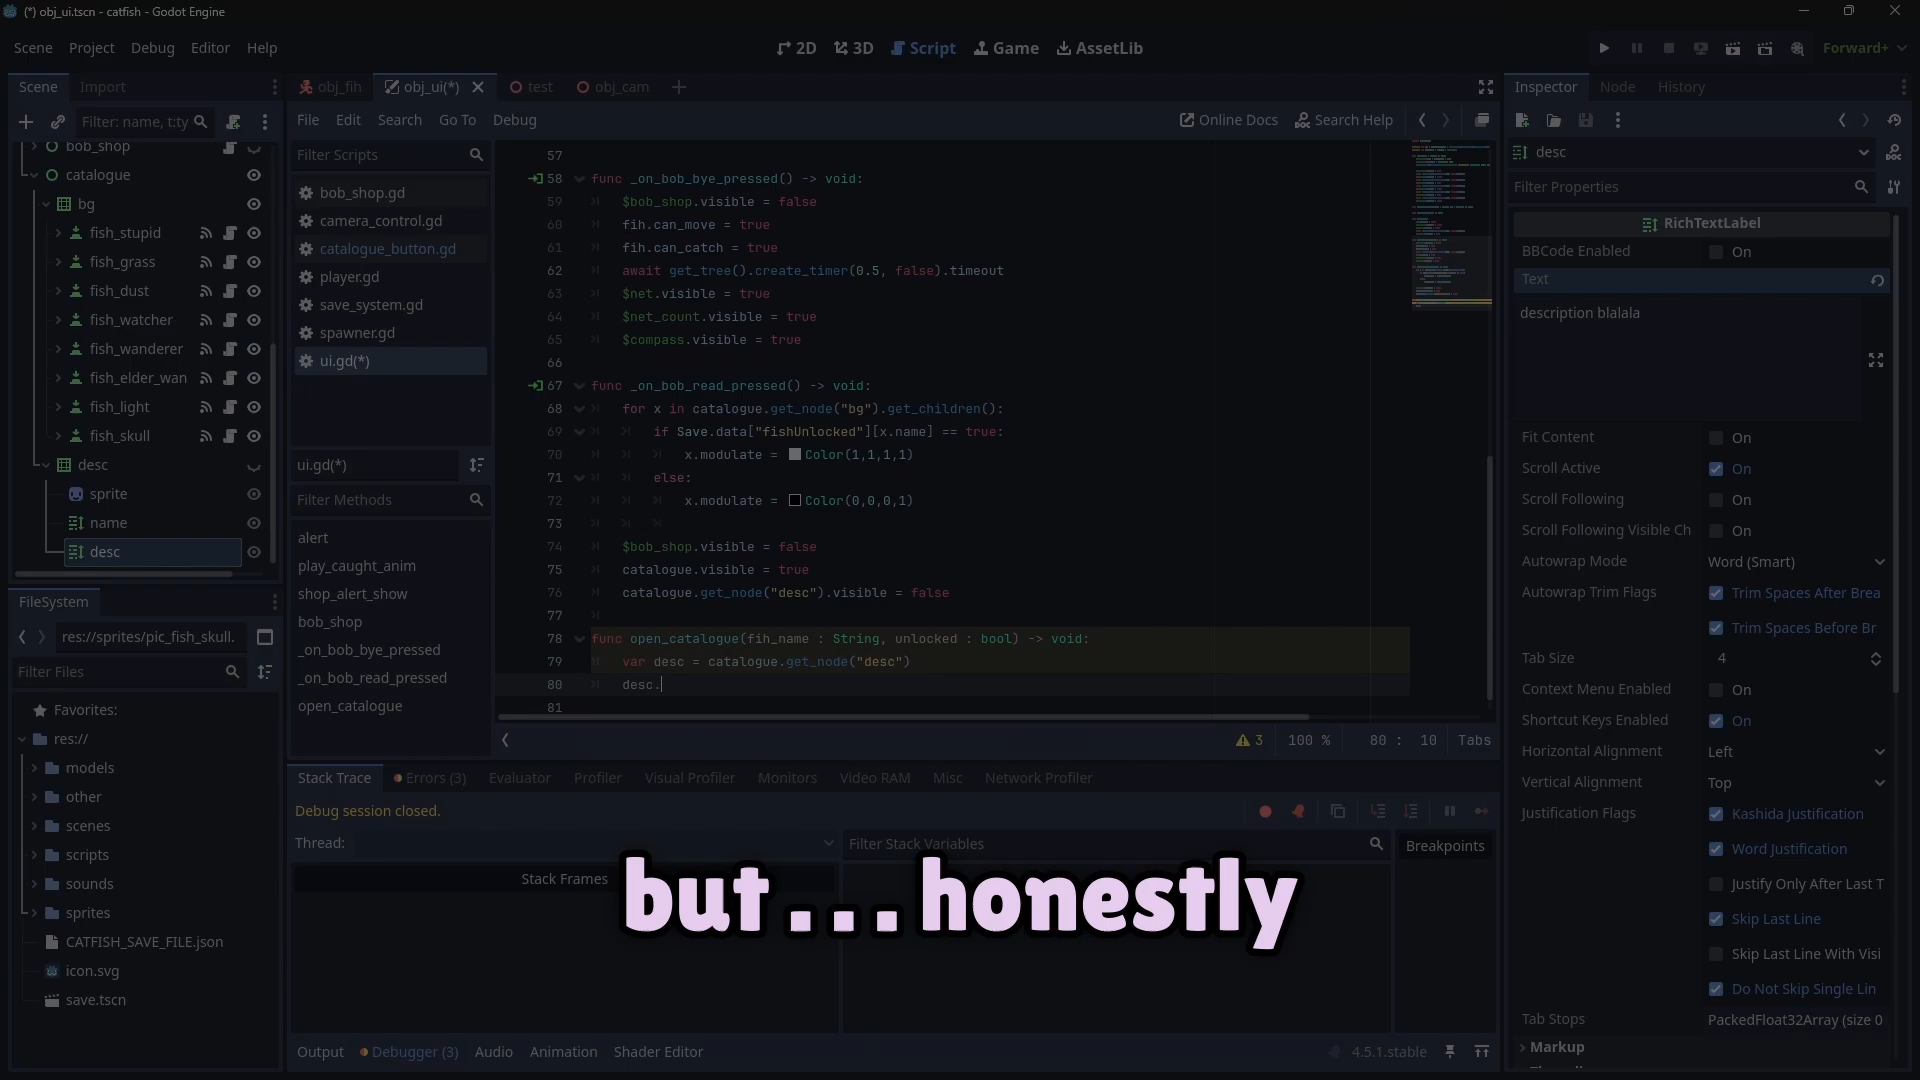 (*) obj_ui.tscn - catfish - Godot Engine
Scene Project Debug Editor Help
2D 3D Script Game AssetLib
Forward+
Scene Import
Filter: name, t:ty
bob_shop
catalogue
bg
fish_stupid
fish_grass
fish_dust
fish_watcher
fish_wanderer
fish_elder_wan
fish_light
fish_skull
desc
sprite
name
desc
FileSystem
res://sprites/pic_fish_skull.
Filter Files
Favorites:
res://
models
other
scenes
scripts
sounds
sprites
CATFISH_SAVE_FILE.json
icon.svg
save.tscn
obj_fih obj_ui(*) test obj_cam
File Edit Search Go To Debug
Online Docs Search Help
Filter Scripts
bob_shop.gd
camera_control.gd
catalogue_button.gd
player.gd
save_system.gd
spawner.gd
ui.gd(*)
ui.gd(*)
Filter Methods
alert
play_caught_anim
shop_alert_show
bob_shop
_on_bob_bye_pressed
_on_bob_read_pressed
open_catalogue
57
58 func _on_bob_bye_pressed() -> void:
59 $bob_shop.visible = false
60 fih.can_move = true
61 fih.can_catch = true
62 await get_tree().create_timer(0.5, false).timeout
63 $net.visible = true
64 $net_count.visible = true
65 $compass.visible = true
66
67 func _on_bob_read_pressed() -> void:
68 for x in catalogue.get_node("bg").get_children():
69 if Save.data["fishUnlocked"][x.name] == true:
70 x.modulate = Color(1,1,1,1)
71 else:
72 x.modulate = Color(0,0,0,1)
73
74 $bob_shop.visible = false
75 catalogue.visible = true
76 catalogue.get_node("desc").visible = false
77
78 func open_catalogue(fih_name : String, unlocked : bool) -> void:
79 var desc = catalogue.get_node("desc")
80 desc.
81
3 100 % 80 : 10 Tabs
Stack Trace Errors (3) Evaluator Profiler Visual Profiler Monitors Video RAM Misc Network Profiler
Debug session closed.
Thread:
Filter Stack Variables
Breakpoints
Stack Frames
but... honestly
Output Debugger (3) Audio Animation Shader Editor
4.5.1.stable
Inspector Node History
desc
Filter Properties
RichTextLabel
BBCode Enabled On
Text
description blalala
Fit Content On
Scroll Active On
Scroll Following On
Scroll Following Visible Ch On
Autowrap Mode Word (Smart)
Autowrap Trim Flags Trim Spaces After Brea
Trim Spaces Before Br
Tab Size 4
Context Menu Enabled On
Shortcut Keys Enabled On
Horizontal Alignment Left
Vertical Alignment Top
Justification Flags Kashida Justification
Word Justification
Justify Only After Last T
Skip Last Line
Skip Last Line With Visi
Do Not Skip Single Lin
Tab Stops PackedFloat32Array (size 0
Markup